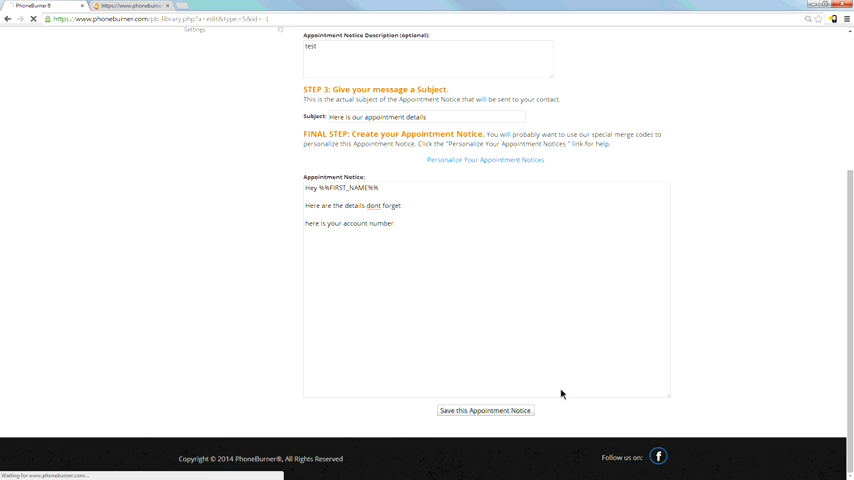 PhoneBurner®
https://www.phoneburner.com/
https://www.phoneburner.com/pb-library.php?a=edit&type=5&id=-1
Settings
Appointment Notice Description (optional):
test
STEP 3: Give your message a Subject.
This is the actual subject of the Appointment Notice that will be sent to your contact.
Subject: Here is our appointment details
FINAL STEP: Create your Appointment Notice. You will probably want to use our special merge codes to
personalize this Appointment Notice. Click the "Personalize Your Appointment Notices " link for help.
Personalize Your Appointment Notices
Appointment Notice:
Hey %%FIRST_NAME%%
Here are the details dont forget
here is your account number
Save this Appointment Notice
Copyright © 2014 PhoneBurner®, All Rights Reserved
Follow us on:
Waiting for www.phoneburner.com...